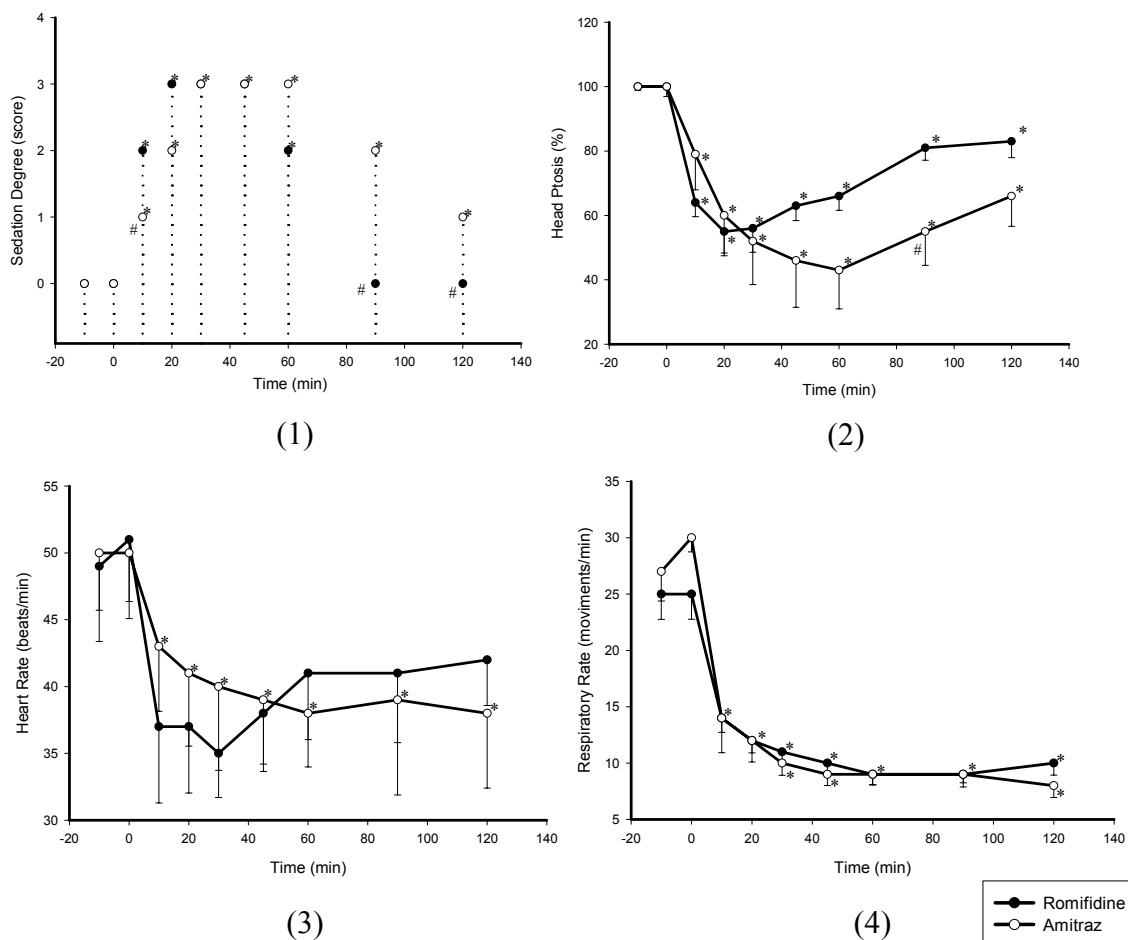 4
3
2
1
0
Sedation Degree (score)
* * * * *
* * * *
*
#
*
#
#
-20 0 20 40 60 80 100 120 140
Time (min)
(1)
120
100
80
60
40
20
Head Ptosis (%)
* * * * * * * *
* * * * * * * *
#
-20 0 20 40 60 80 100 120 140
Time (min)
(2)
55
50
45
40
35
30
Heart Rate (beats/min)
* * * * * * *
-20 0 20 40 60 80 100 120 140
Time (min)
(3)
35
30
25
20
15
10
5
Respiratory Rate (moviments/min)
* * * * * * *
* * *
-20 0 20 40 60 80 100 120 140
Time (min)
(4)
Romifidine
Amitraz